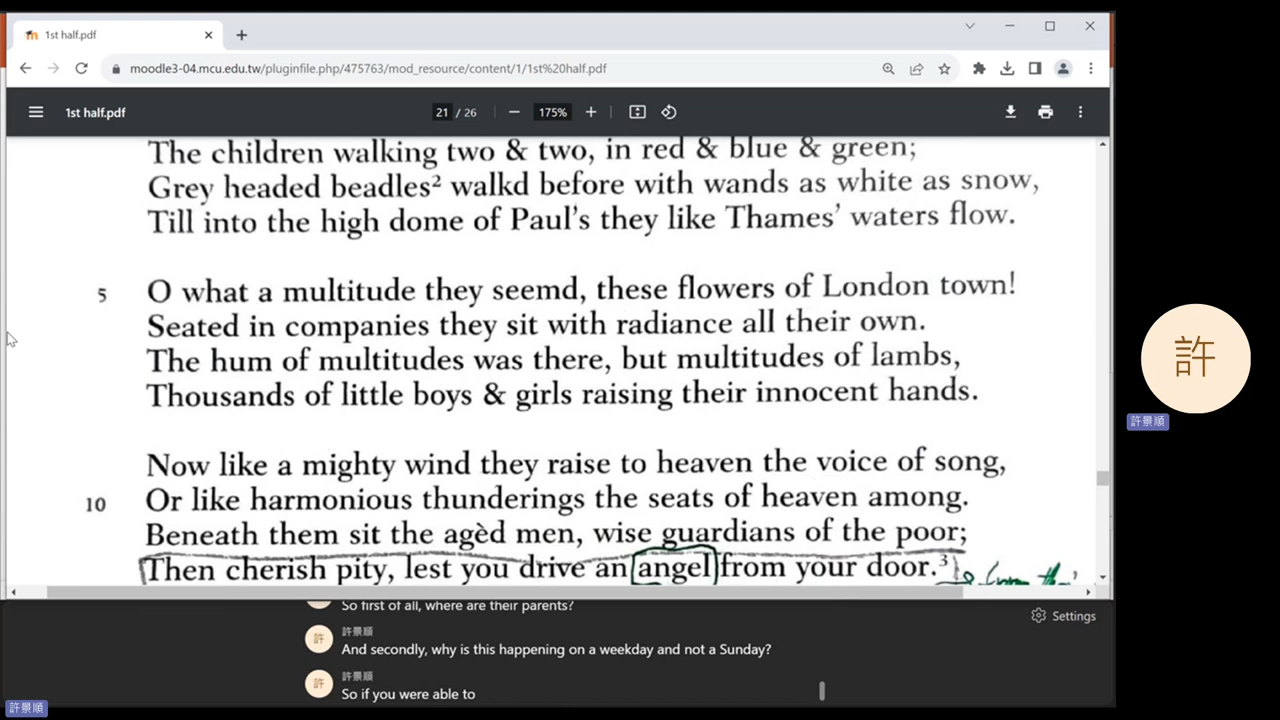 1st half.pdf
moodle3-04.mcu.edu.tw/pluginfile.php/475763/mod_resource/content/1/1st%20half.pdf
1st half.pdf
21 / 26
175%
The children walking two & two, in red & blue & green;
Grey headed beadles² walkd before with wands as white as snow,
Till into the high dome of Paul's they like Thames' waters flow.
5 O what a multitude they seemd, these flowers of London town!
Seated in companies they sit with radiance all their own.
The hum of multitudes was there, but multitudes of lambs,
Thousands of little boys & girls raising their innocent hands.
Now like a mighty wind they raise to heaven the voice of song,
10 Or like harmonious thunderings the seats of heaven among.
Beneath them sit the agèd men, wise guardians of the poor;
Then cherish pity, lest you drive an angel from your door.³
So first of all, where are their parents?
許 許景順
And secondly, why is this happening on a weekday and not a Sunday?
許 許景順
So if you were able to
Settings
許
許景順
許景順